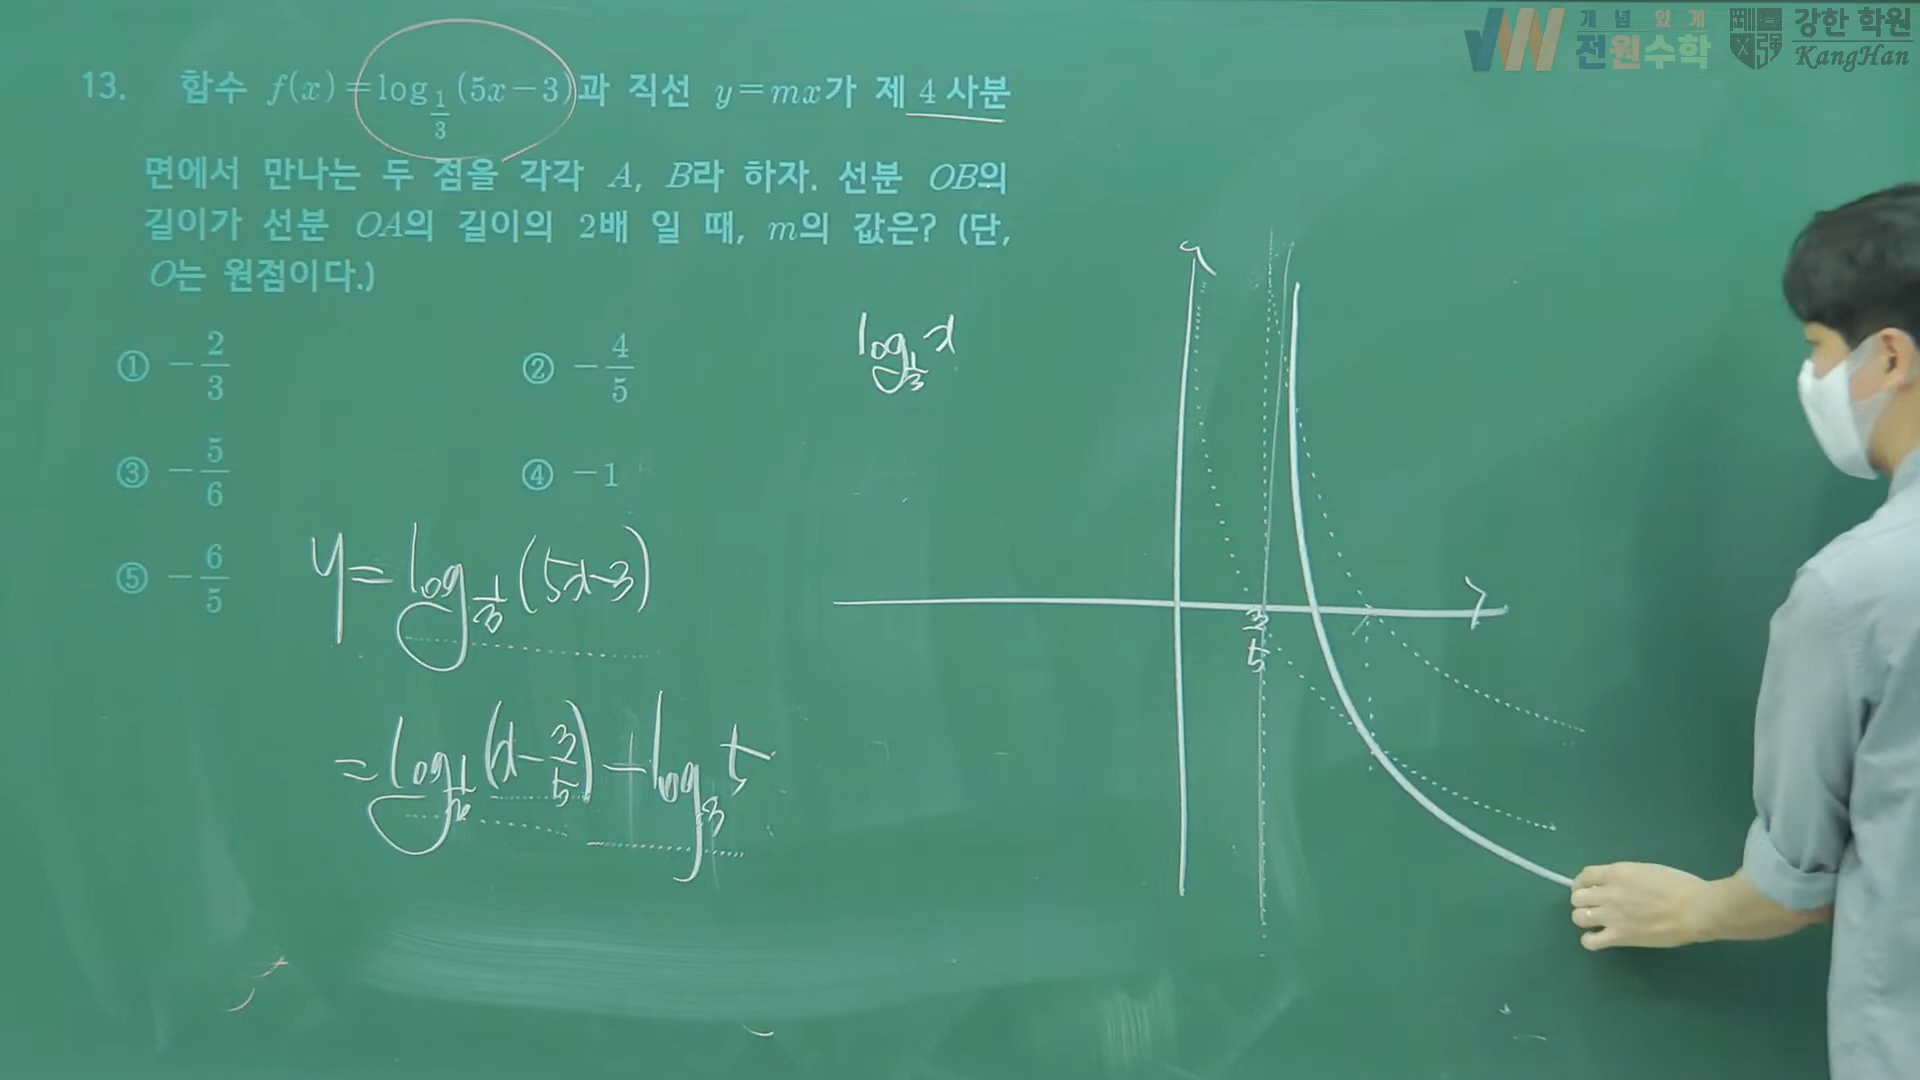 개념있게
전원수학
강한 학원
KangHan
13. 함수 f(x)=log_{1/3}(5x-3)과 직선 y=mx가 제 4 사분
면에서 만나는 두 점을 각각 A, B라 하자. 선분 OB의
길이가 선분 OA의 길이의 2배 일 때, m의 값은? (단,
O는 원점이다.)
① -2/3 ② -4/5
③ -5/6 ④ -1
⑤ -6/5
log_{1/3} x
y=log_{1/3}(5x-3)
=log_{1/3}(x-3/5)-log_3 5
3/5